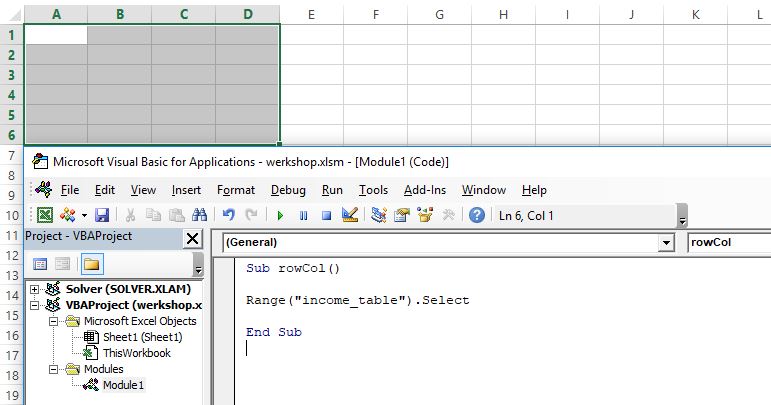 A B C D E F G H I J K L
1
2
3
4
5
6
7
8
9
10
11
12
13
14
15
16
17
18
19
Microsoft Visual Basic for Applications - werkshop.xlsm - [Module1 (Code)]
File Edit View Insert Format Debug Run Tools Add-Ins Window Help
Ln 6, Col 1
Project - VBAProject
Solver (SOLVER.XLAM)
VBAProject (werkshop.x
Microsoft Excel Objects
Sheet1 (Sheet1)
ThisWorkbook
Modules
Module1
(General) rowCol
Sub rowCol()
Range("income_table").Select
End Sub